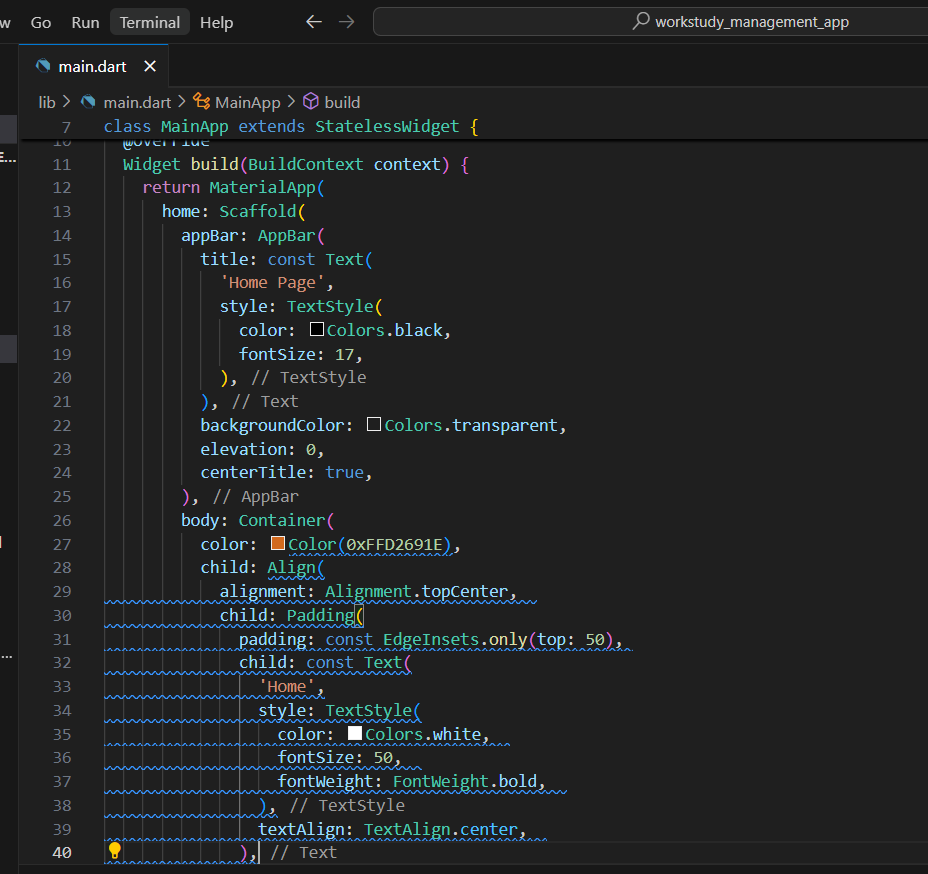 Go Run Terminal Help workstudy_management_app
main.dart
lib > main.dart > MainApp > build
7 class MainApp extends StatelessWidget {
10 @override
11 Widget build(BuildContext context) {
12 return MaterialApp(
13 home: Scaffold(
14 appBar: AppBar(
15 title: const Text(
16 'Home Page',
17 style: TextStyle(
18 color: Colors.black,
19 fontSize: 17,
20 ), // TextStyle
21 ), // Text
22 backgroundColor: Colors.transparent,
23 elevation: 0,
24 centerTitle: true,
25 ), // AppBar
26 body: Container(
27 color: Color(0xFFD2691E),
28 child: Align(
29 alignment: Alignment.topCenter,
30 child: Padding(
31 padding: const EdgeInsets.only(top: 50),
32 child: const Text(
33 'Home',
34 style: TextStyle(
35 color: Colors.white,
36 fontSize: 50,
37 fontWeight: FontWeight.bold,
38 ), // TextStyle
39 textAlign: TextAlign.center,
40 ), // Text